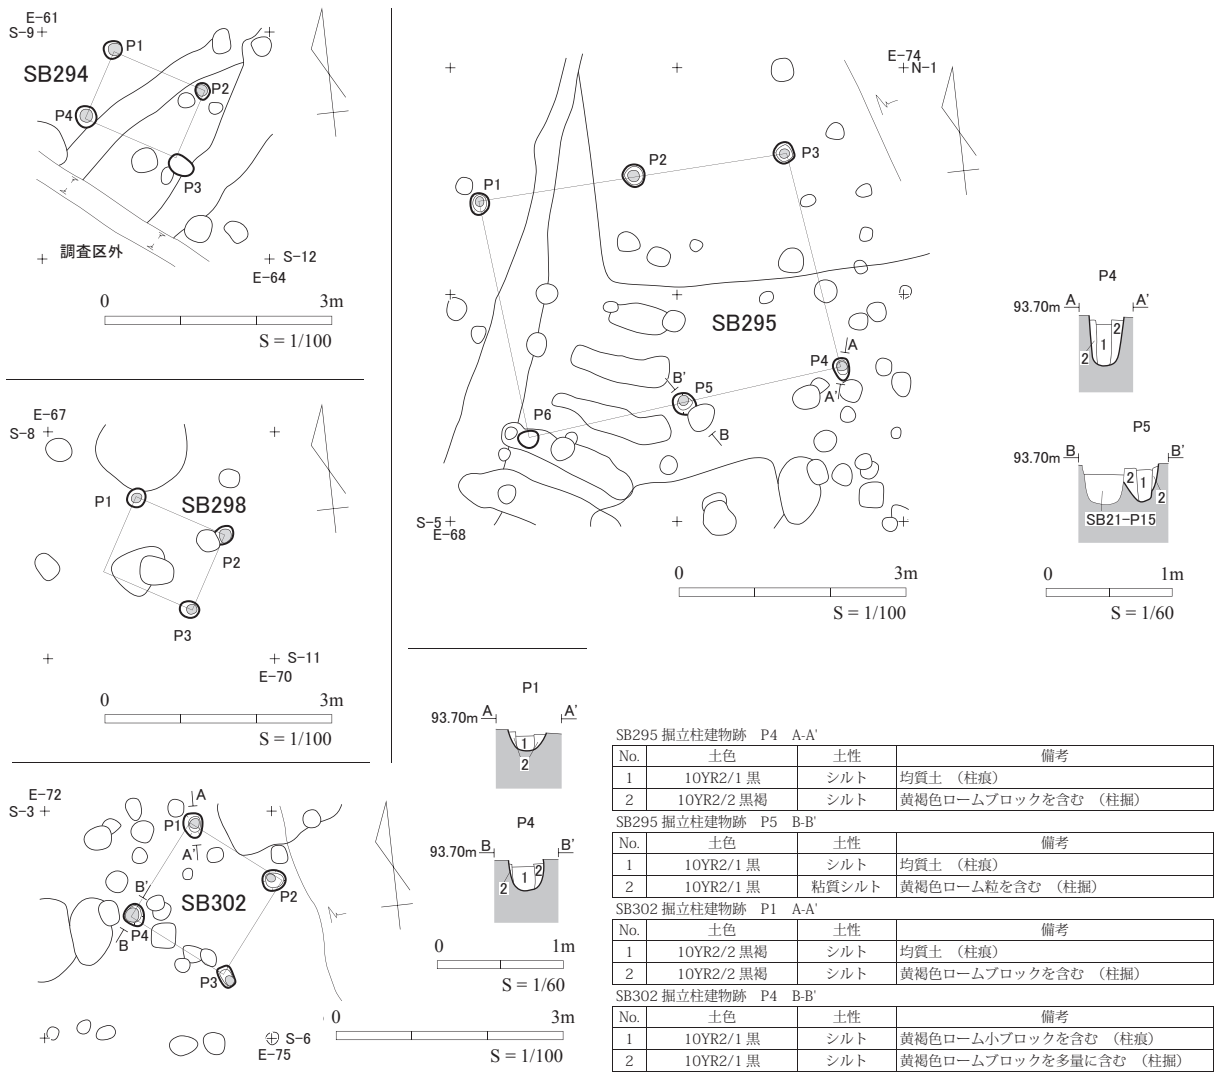 E-61
S-9
P1
SB294
P2
P4
P3
調査区外
S-12
E-64
0 3m
S = 1/100
E-67
S-8
P1
SB298
P2
P3
S-11
E-70
0 3m
S = 1/100
E-72
S-3
A
P1
A'
B'
SB302
P2
P4
B
P3
S-6
E-75
0 3m
S = 1/100
E-74
N-1
P1
P2
P3
SB295
A
P4
A'
B'
P5
B
P6
S-5
E-68
0 3m
S = 1/100
P4
93.70m A A'
2
1
2
P5
93.70m B B'
2 1 2
SB21-P15
0 1m
S = 1/60
P1
93.70m A A'
1
2
P4
93.70m B B'
2
1
2
0 1m
S = 1/60
SB295 掘立柱建物跡 P4 A-A'
No. 土色 土性 備考
1 10YR2/1 黒 シルト 均質土 （柱痕）
2 10YR2/2 黒褐 シルト 黄褐色ロームブロックを含む （柱掘）
SB295 掘立柱建物跡 P5 B-B'
No. 土色 土性 備考
1 10YR2/1 黒 シルト 均質土 （柱痕）
2 10YR2/1 黒 粘質シルト 黄褐色ローム粒を含む （柱掘）
SB302 掘立柱建物跡 P1 A-A'
No. 土色 土性 備考
1 10YR2/2 黒褐 シルト 均質土 （柱痕）
2 10YR2/2 黒褐 シルト 黄褐色ロームブロックを含む （柱掘）
SB302 掘立柱建物跡 P4 B-B'
No. 土色 土性 備考
1 10YR2/1 黒 シルト 黄褐色ローム小ブロックを含む （柱痕）
2 10YR2/1 黒 シルト 黄褐色ロームブロックを多量に含む （柱掘）